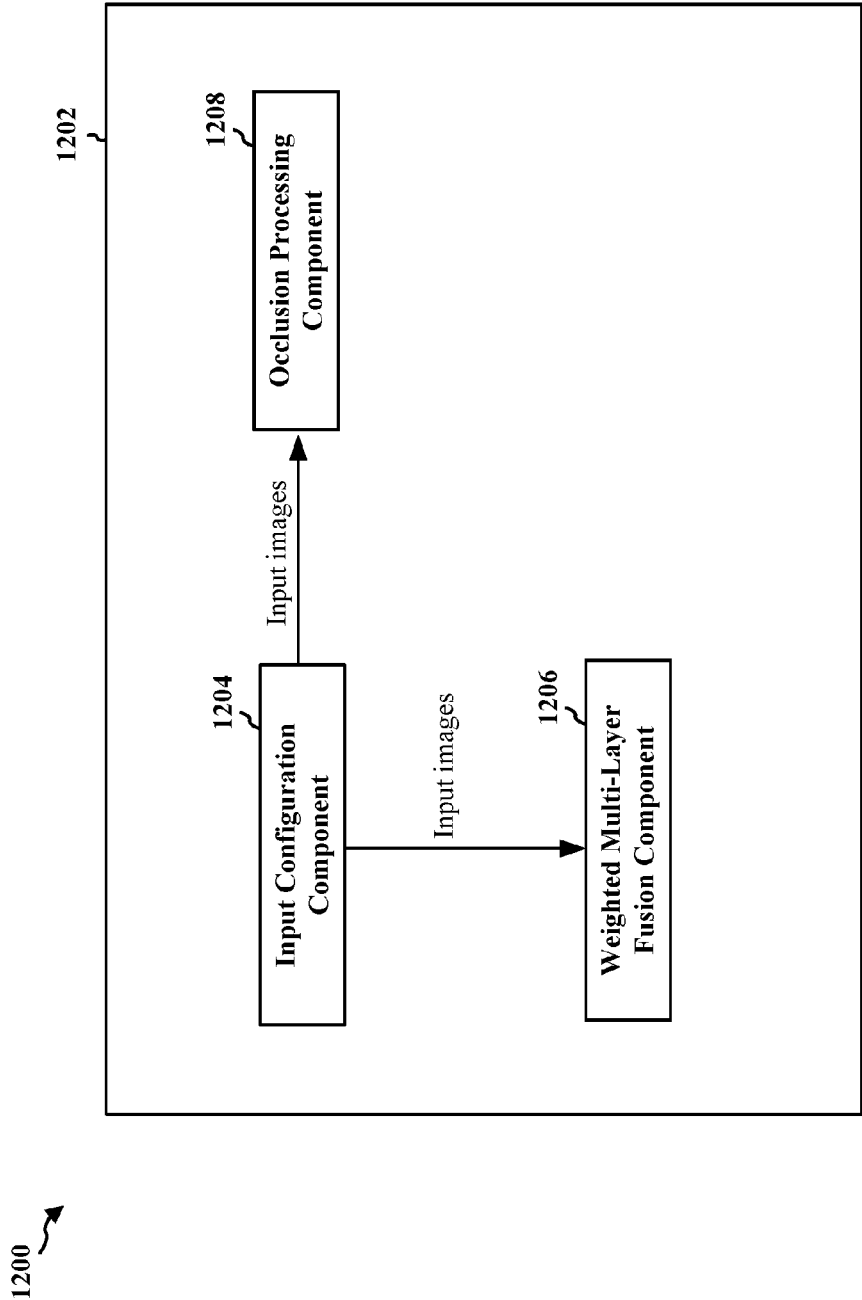 1200
1202
1204
Input Configuration
Component
Input images
1208
Occlusion Processing
Component
Input images
1206
Weighted Multi-Layer
Fusion Component